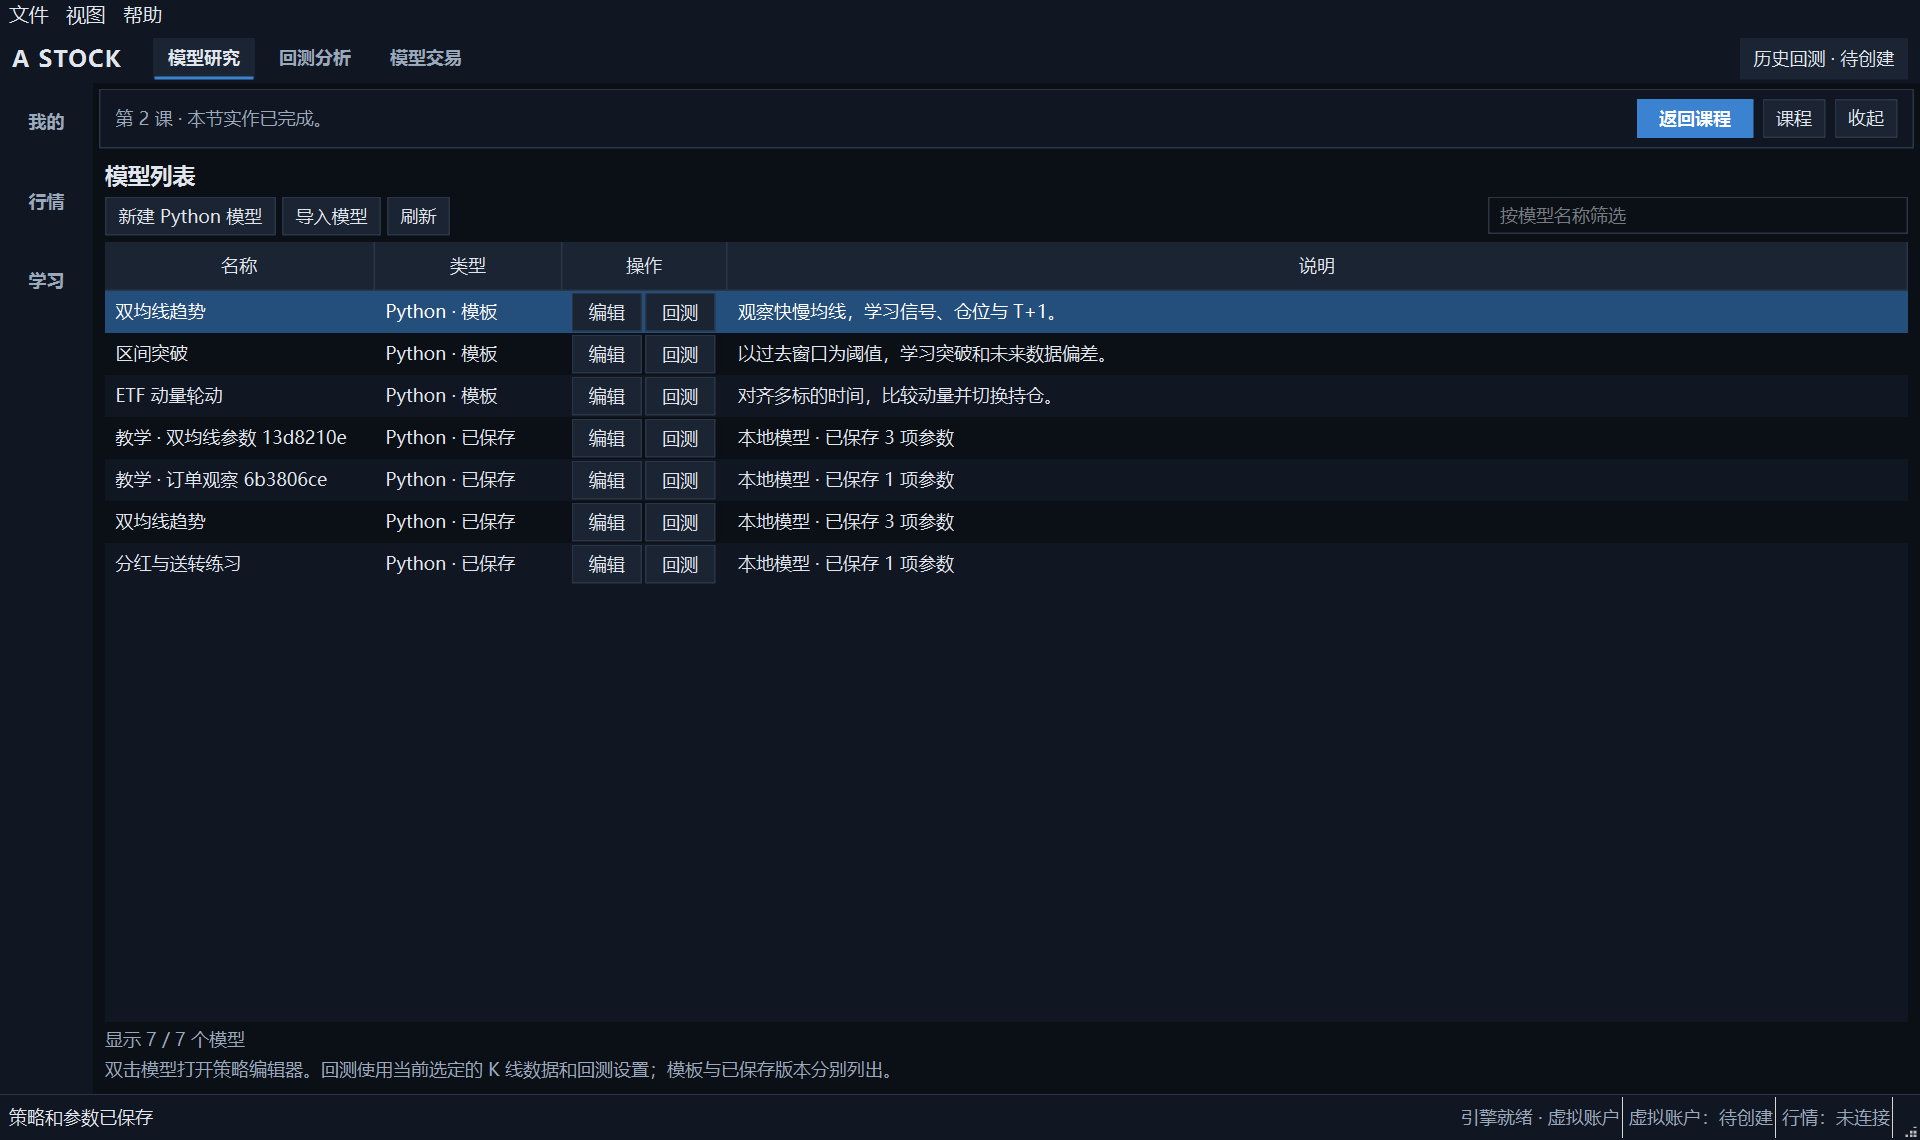 文件 视图 帮助
A STOCK 模型研究 回测分析 模型交易 历史回测 · 待创建
我的
行情
学习
第 2 课 · 本节实作已完成。 返回课程 课程 收起
模型列表
新建 Python 模型 导入模型 刷新 按模型名称筛选
名称 类型 操作 说明
双均线趋势 Python · 模板 编辑 回测 观察快慢均线，学习信号、仓位与 T+1。
区间突破 Python · 模板 编辑 回测 以过去窗口为阈值，学习突破和未来数据偏差。
ETF 动量轮动 Python · 模板 编辑 回测 对齐多标的时间，比较动量并切换持仓。
教学 · 双均线参数 13d8210e Python · 已保存 编辑 回测 本地模型 · 已保存 3 项参数
教学 · 订单观察 6b3806ce Python · 已保存 编辑 回测 本地模型 · 已保存 1 项参数
双均线趋势 Python · 已保存 编辑 回测 本地模型 · 已保存 3 项参数
分红与送转练习 Python · 已保存 编辑 回测 本地模型 · 已保存 1 项参数
显示 7 / 7 个模型
双击模型打开策略编辑器。回测使用当前选定的 K 线数据和回测设置；模板与已保存版本分别列出。
策略和参数已保存 引擎就绪 · 虚拟账户 虚拟账户：待创建 行情：未连接